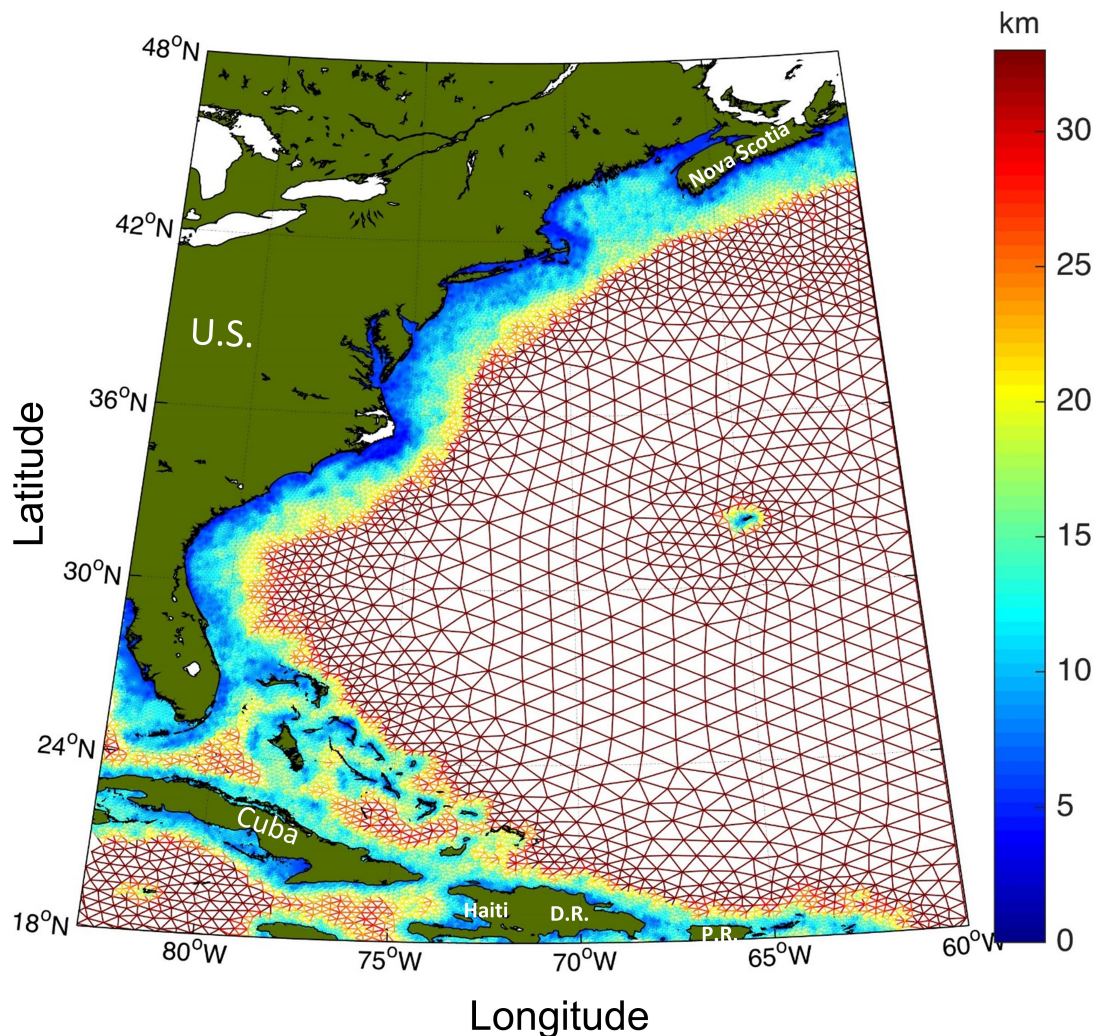 km
48°N
42°N
36°N
30°N
24°N
18°N
80°W
75°W
70°W
65°W
60°W
30
25
20
15
10
5
0
Nova Scotia
U.S.
Cuba
Haiti
D.R.
P.R.
Latitude
Longitude